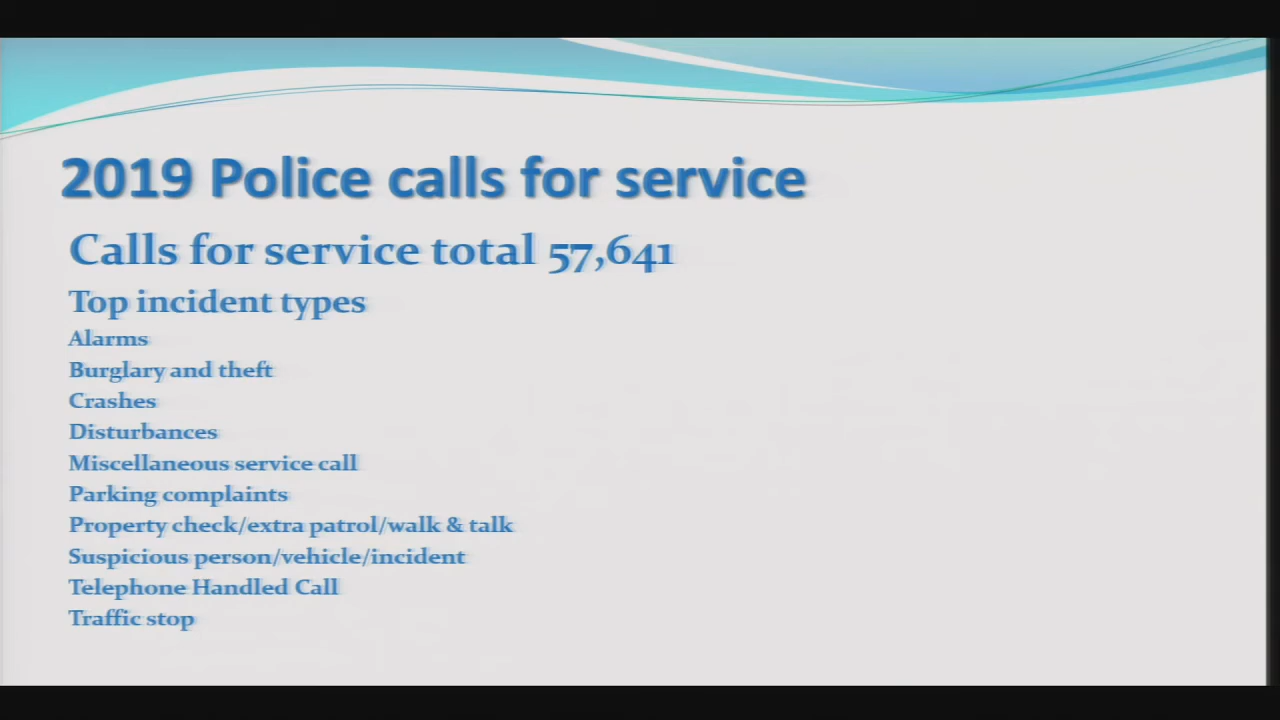 2019 Police calls for service
Calls for service total 57,641
Top incident types
Alarms
Burglary and theft
Crashes
Disturbances
Miscellaneous service call
Parking complaints
Property check/extra patrol/walk & talk
Suspicious person/vehicle/incident
Telephone Handled Call
Traffic stop